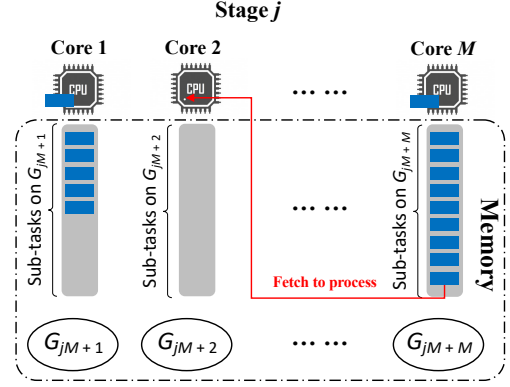 Stage j
Core 1
Core 2
Core M
CPU
CPU
... ...
CPU
Sub-tasks on G_{jM+1}
Sub-tasks on G_{jM+2}
... ...
Sub-tasks on G_{jM+M}
Memory
Fetch to process
G_{jM+1}
G_{jM+2}
... ...
G_{jM+M}